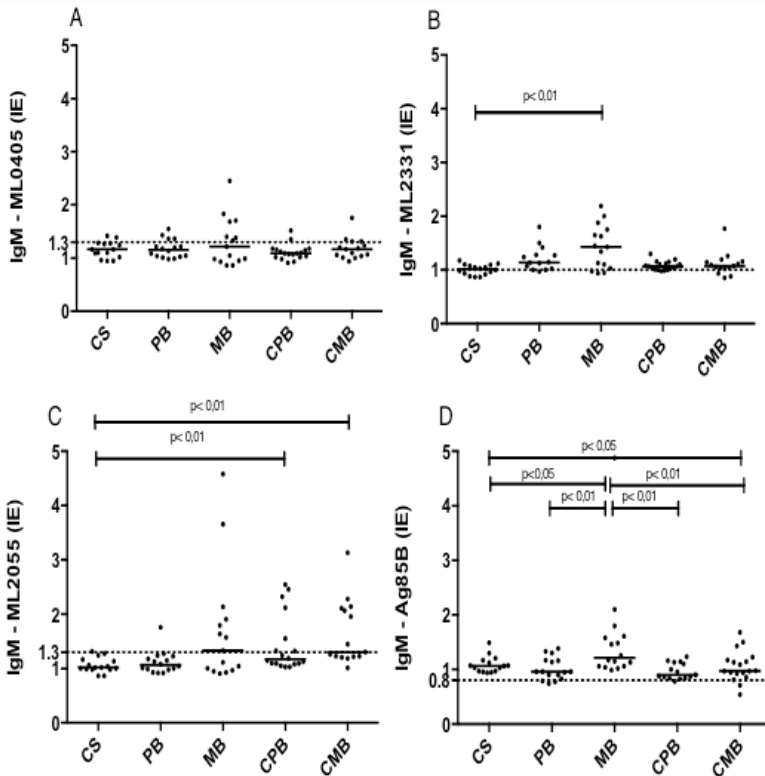 A
IgM - ML0405 (IE)
5
4
3
2
1.3
1
0
CS PB MB CPB CMB
B
IgM - ML2331 (IE)
5
4
3
2
1
0
p< 0,01
CS PB MB CPB CMB
C
IgM - ML2055 (IE)
p< 0,01
p< 0,01
5
4
3
2
1.3
1
0
CS PB MB CPB CMB
D
IgM - Ag85B (IE)
p< 0,05
p<0,05 p< 0,01
p< 0,01 p< 0,01
5
4
3
2
1
0.8
0
CS PB MB CPB CMB